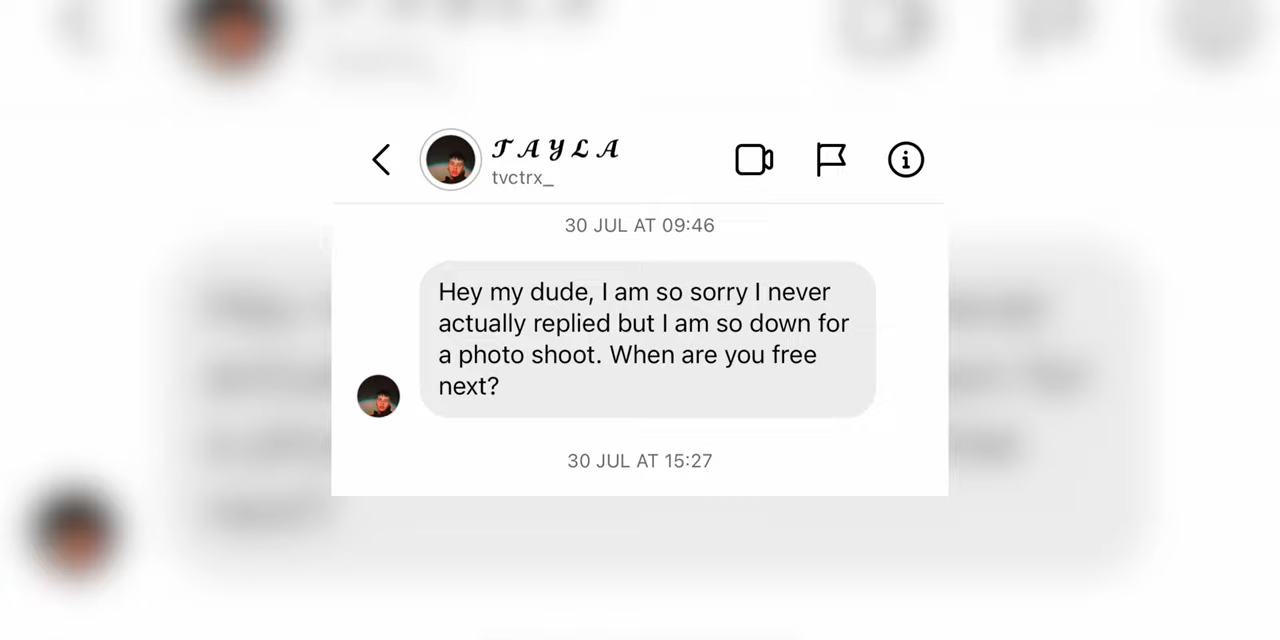 𝒯𝒜𝒴ℒ𝒜
tvctrx_
30 JUL AT 09:46
Hey my dude, I am so sorry I never
actually replied but I am so down for
a photo shoot. When are you free
next?
30 JUL AT 15:27